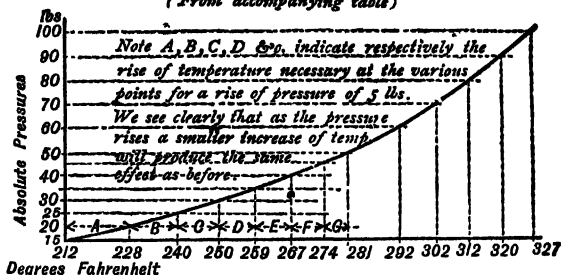 (From accompanying table)
lbs
100
90
80
70
60
50
40
30
25
20
15
Absolute Pressures
Note A, B, C, D &c. indicate respectively the
rise of temperature necessary at the various
points for a rise of pressure of 5 lbs.
We see clearly that as the pressure
rises a smaller increase of temp
will produce the same
effect as before.
A B C D E F G
212 228 240 250 259 267 274 281 292 302 312 320 327
Degrees Fahrenheit